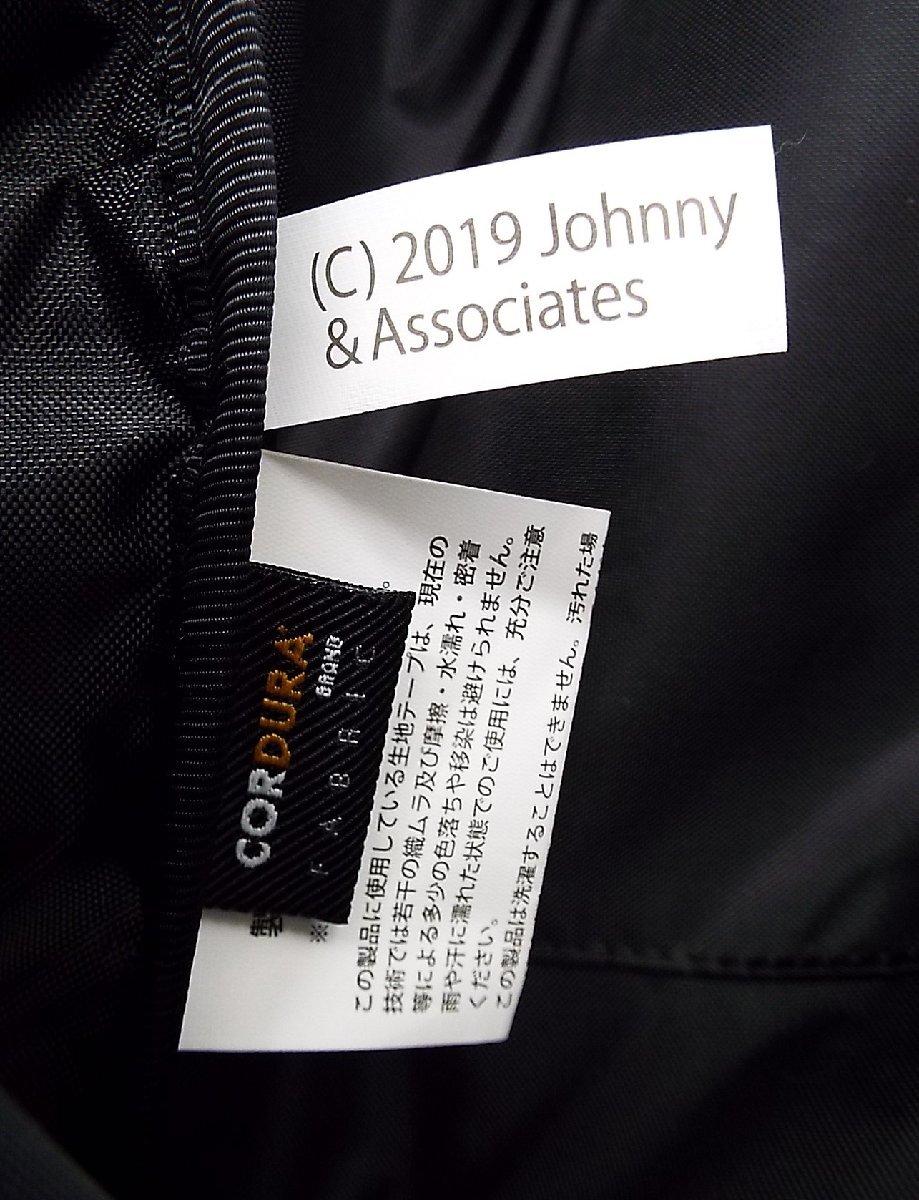 (C) 2019 Johnny
& Associates
CORDURA
BRAND
FABRIC
製
※
。
この製品に使用している生地テープは、現在の
技術では若干の織ムラ及び摩擦・水濡れ・密着
等による多少の色落ちや移染は避けられません。
雨や汗に濡れた状態でのご使用には、充分ご注意
ください。
この製品は洗濯することはできません。汚れた場